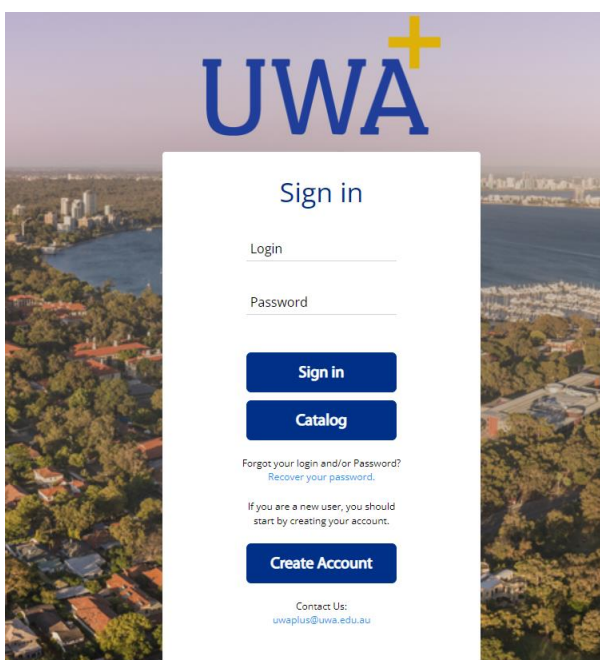 UWA+
Sign in
Login
Password
Sign in
Catalog
Forgot your login and/or Password?
Recover your password.
If you are a new user, you should
start by creating your account.
Create Account
Contact Us:
uwaplus@uwa.edu.au